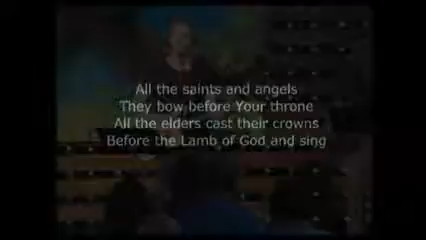 All the saints and angels
They bow before Your throne
All the elders cast their crowns
Before the Lamb of God and sing